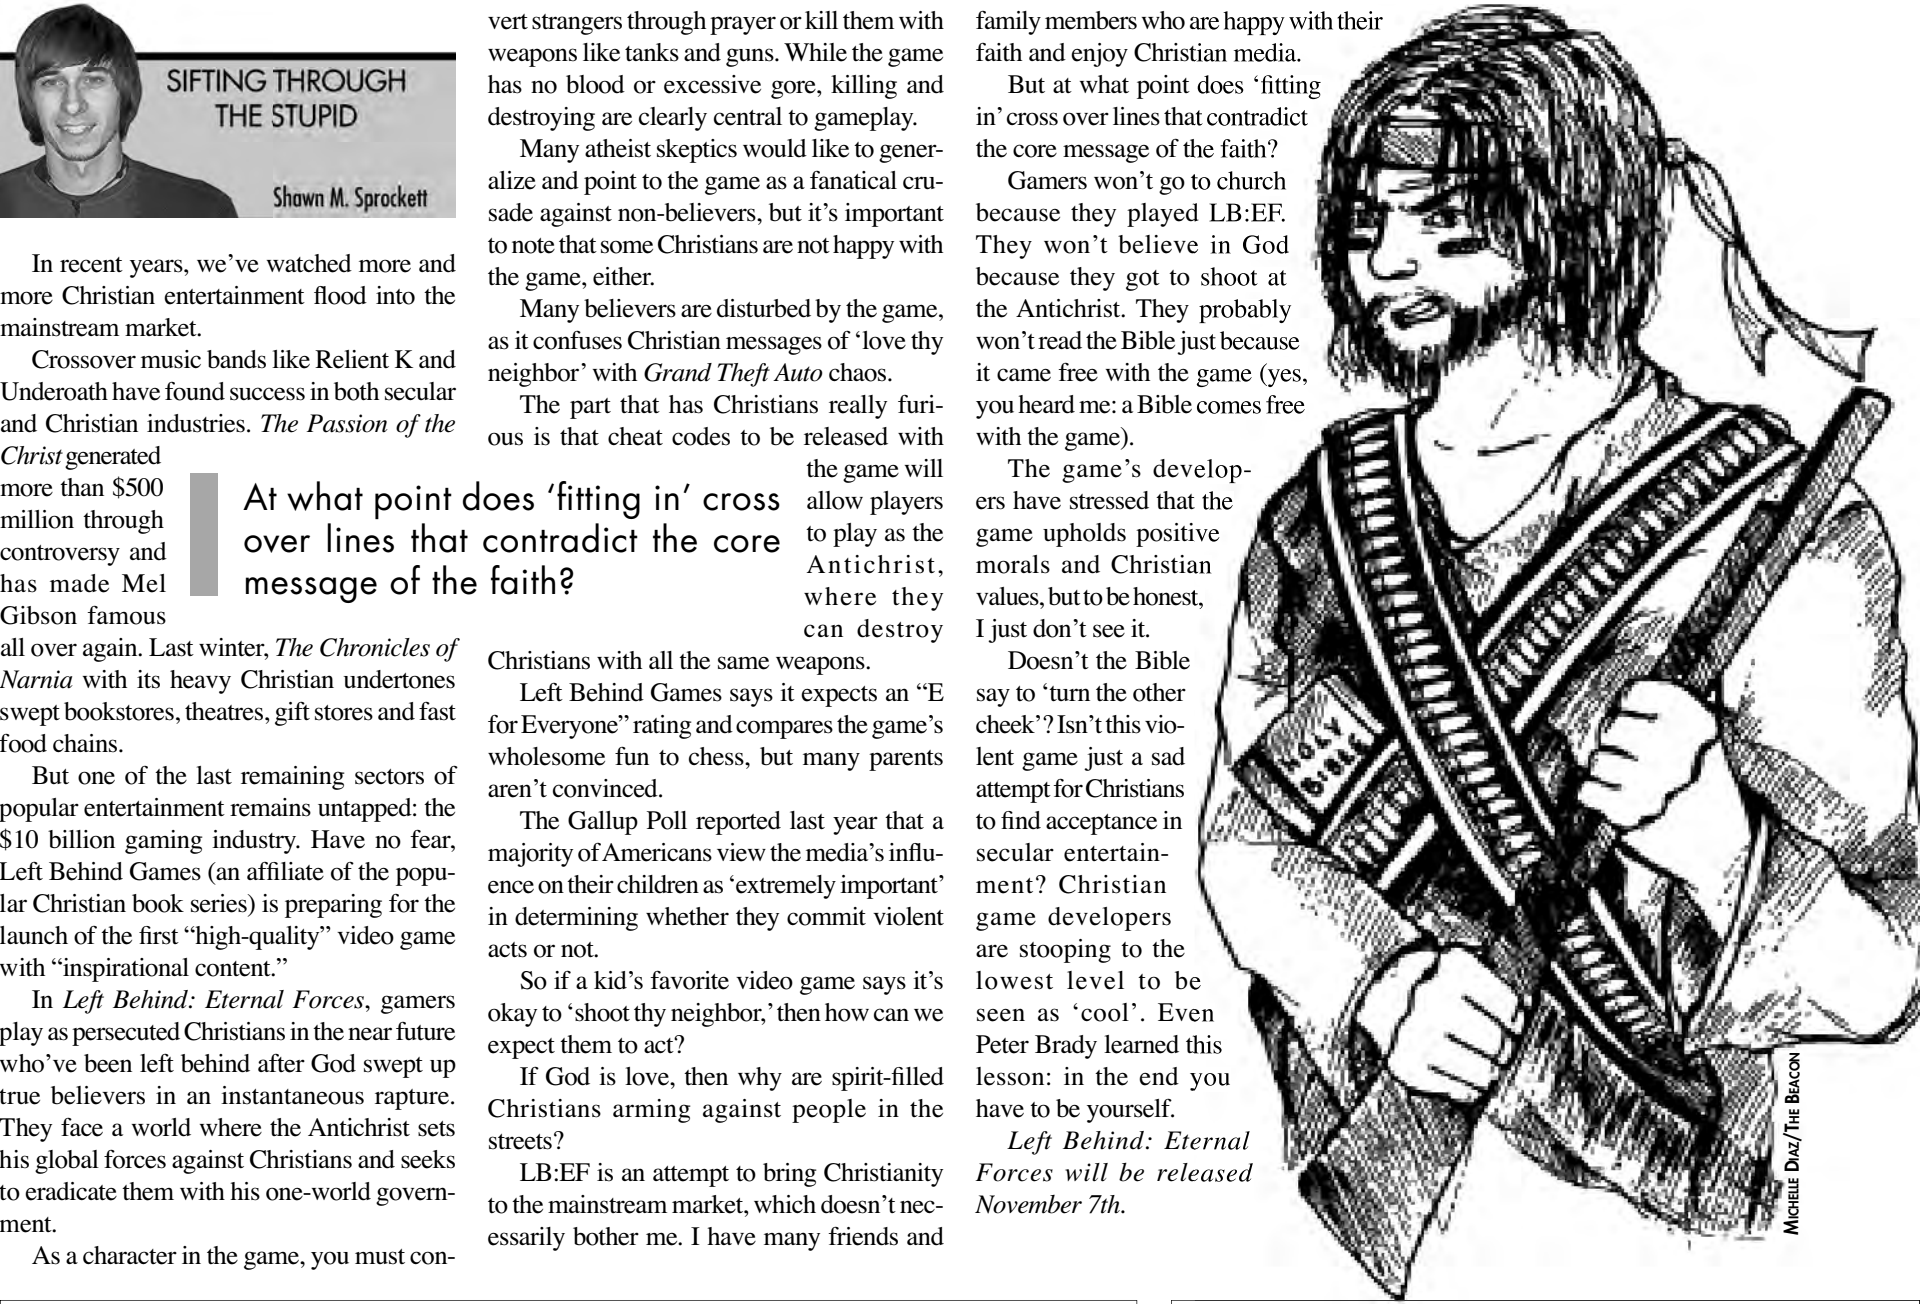 SIFTING THROUGH
THE STUPID
Shawn M. Sprockett
In recent years, we've watched more and
more Christian entertainment flood into the
mainstream market.
Crossover music bands like Relient K and
Underoath have found success in both secular
and Christian industries. The Passion of the
Christ generated
more than $500
million through
controversy and
has made Mel
Gibson famous
all over again. Last winter, The Chronicles of
Narnia with its heavy Christian undertones
swept bookstores, theatres, gift stores and fast
food chains.
But one of the last remaining sectors of
popular entertainment remains untapped: the
$10 billion gaming industry. Have no fear,
Left Behind Games (an affiliate of the popu-
lar Christian book series) is preparing for the
launch of the first “high-quality” video game
with “inspirational content.”
In Left Behind: Eternal Forces, gamers
play as persecuted Christians in the near future
who've been left behind after God swept up
true believers in an instantaneous rapture.
They face a world where the Antichrist sets
his global forces against Christians and seeks
to eradicate them with his one-world govern-
ment.
As a character in the game, you must con-
At what point does ‘fitting in’ cross
over lines that contradict the core
message of the faith?
vert strangers through prayer or kill them with
weapons like tanks and guns. While the game
has no blood or excessive gore, killing and
destroying are clearly central to gameplay.
Many atheist skeptics would like to gener-
alize and point to the game as a fanatical cru-
sade against non-believers, but it's important
to note that some Christians are not happy with
the game, either.
Many believers are disturbed by the game,
as it confuses Christian messages of ‘love thy
neighbor’ with Grand Theft Auto chaos.
The part that has Christians really furi-
ous is that cheat codes to be released with
the game will
allow players
to play as the
Antichrist,
where they
can destroy
Christians with all the same weapons.
Left Behind Games says it expects an “E
for Everyone” rating and compares the game's
wholesome fun to chess, but many parents
aren't convinced.
The Gallup Poll reported last year that a
majority of Americans view the media's influ-
ence on their children as ‘extremely important’
in determining whether they commit violent
acts or not.
So if a kid's favorite video game says it's
okay to ‘shoot thy neighbor,’ then how can we
expect them to act?
If God is love, then why are spirit-filled
Christians arming against people in the
streets?
LB:EF is an attempt to bring Christianity
to the mainstream market, which doesn't nec-
essarily bother me. I have many friends and
family members who are happy with their
faith and enjoy Christian media.
But at what point does ‘fitting
in’ cross over lines that contradict
the core message of the faith?
Gamers won't go to church
because they played LB:EF.
They won't believe in God
because they got to shoot at
the Antichrist. They probably
won't read the Bible just because
it came free with the game (yes,
you heard me: a Bible comes free
with the game).
The game's develop-
ers have stressed that the
game upholds positive
morals and Christian
values, but to be honest,
I just don't see it.
Doesn't the Bible
say to ‘turn the other
cheek’? Isn't this vio-
lent game just a sad
attempt for Christians
to find acceptance in
secular entertain-
ment? Christian
game developers
are stooping to the
lowest level to be
seen as ‘cool’. Even
Peter Brady learned this
lesson: in the end you
have to be yourself.
Left Behind: Eternal
Forces will be released
November 7th.
HOLY
BIBLE
MICHELLE DIAZ/THE BEACON